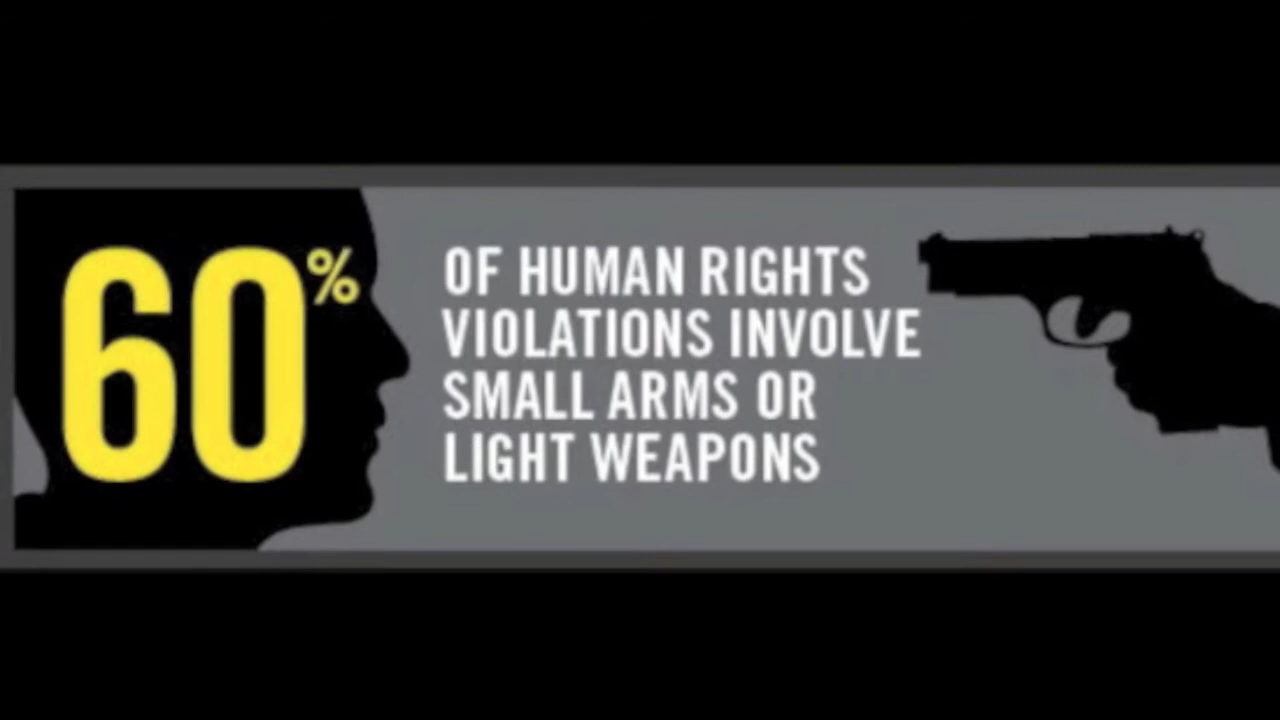 60%
OF HUMAN RIGHTS
VIOLATIONS INVOLVE
SMALL ARMS OR
LIGHT WEAPONS